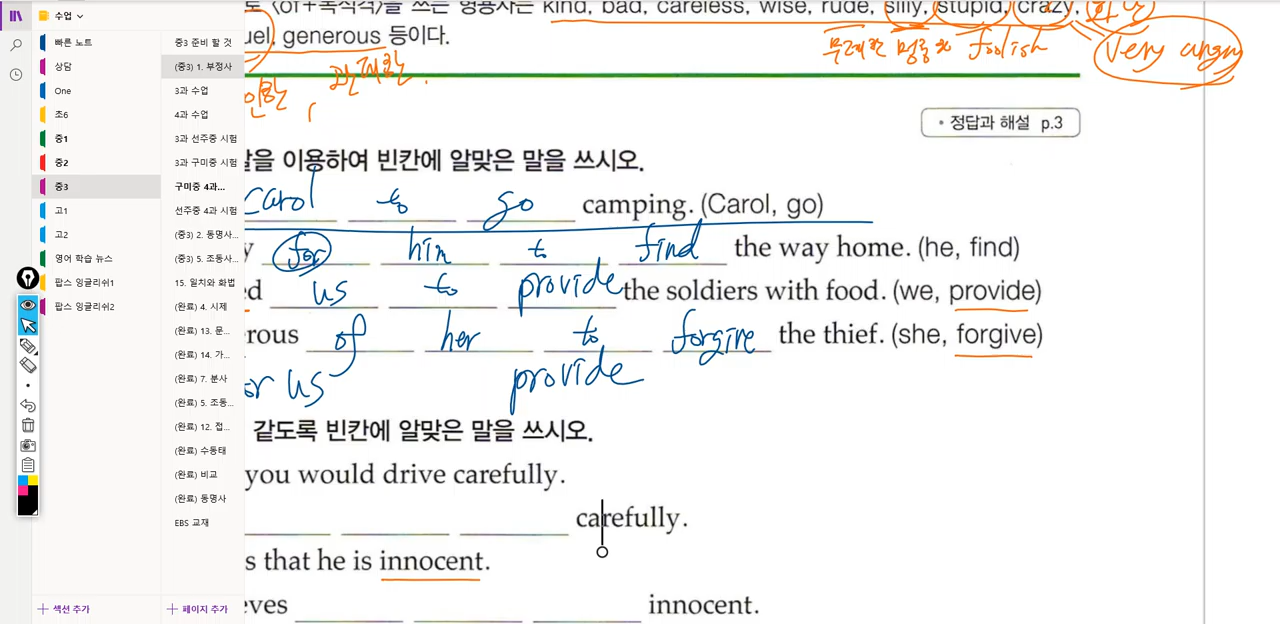 수업
빠른 노트
상담
One
초6
중1
중2
중3
고1
고2
영어 학습 뉴스
팝스 잉글리쉬1
팝스 잉글리쉬2
섹션 추가
중3 준비 할 것
(중3) 1. 부정사
3과 수업
4과 수업
3과 선주중 시험
3과 구미중 시험
구미중 4과...
선주중 4과 시험
(중3) 2. 동명사...
(중3) 5. 조동사...
15. 일치와 화법
(완료) 4. 시제
(완료) 13. 문...
(완료) 14. 가...
(완료) 7. 분사
(완료) 5. 조동...
(완료) 12. 접...
(완료) 수동태
(완료) 비교
(완료) 동명사
EBS 교재
페이지 추가
<of+목적격>을 쓰는 형용사는 kind, bad, careless, wise, rude, silly, stupid, crazy,
uel, generous 등이다.
foolish
very angry
관대한
• 정답과 해설 p.3
말을 이용하여 빈칸에 알맞은 말을 쓰시오.
Carol to go camping. (Carol, go)
y for him to find the way home. (he, find)
ed us to provide the soldiers with food. (we, provide)
rous of her to forgive the thief. (she, forgive)
or us provide
같도록 빈칸에 알맞은 말을 쓰시오.
you would drive carefully.
carefully.
s that he is innocent.
eves innocent.